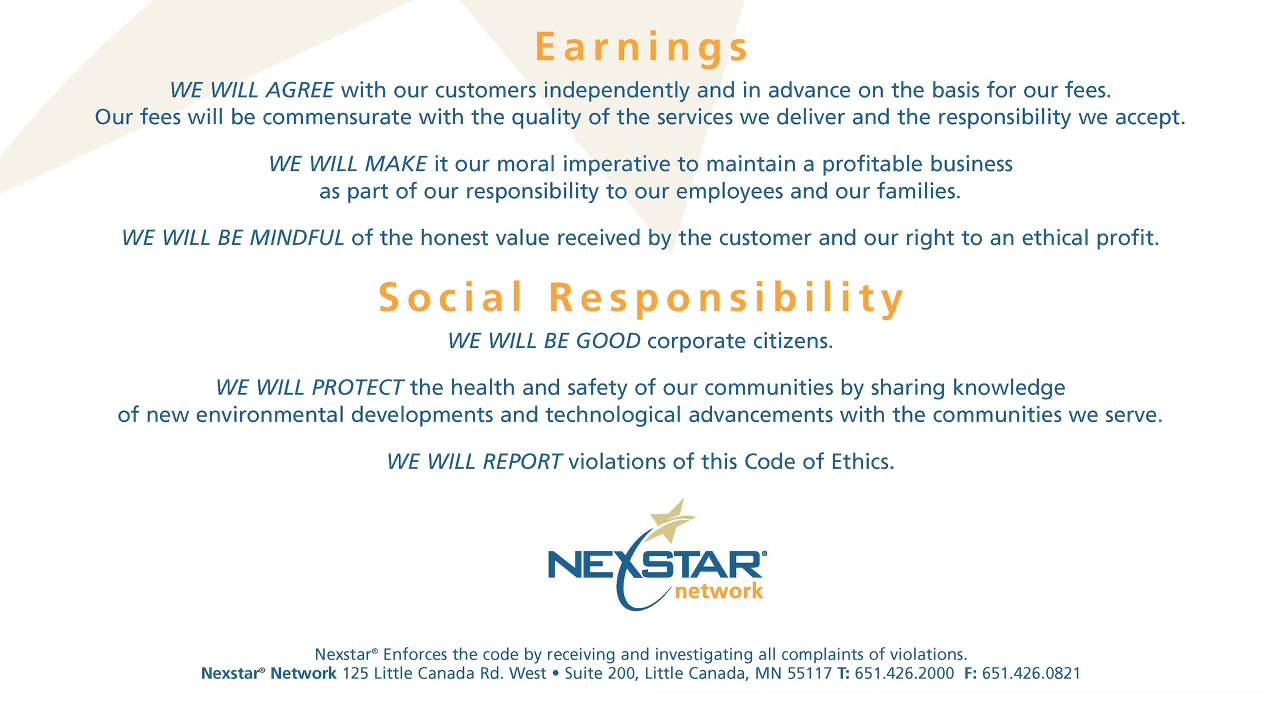 Earnings
WE WILL AGREE with our customers independently and in advance on the basis for our fees.
Our fees will be commensurate with the quality of the services we deliver and the responsibility we accept.
WE WILL MAKE it our moral imperative to maintain a profitable business
as part of our responsibility to our employees and our families.
WE WILL BE MINDFUL of the honest value received by the customer and our right to an ethical profit.
Social Responsibility
WE WILL BE GOOD corporate citizens.
WE WILL PROTECT the health and safety of our communities by sharing knowledge
of new environmental developments and technological advancements with the communities we serve.
WE WILL REPORT violations of this Code of Ethics.
NEXSTAR®
network
Nexstar® Enforces the code by receiving and investigating all complaints of violations.
Nexstar® Network 125 Little Canada Rd. West • Suite 200, Little Canada, MN 55117 T: 651.426.2000 F: 651.426.0821